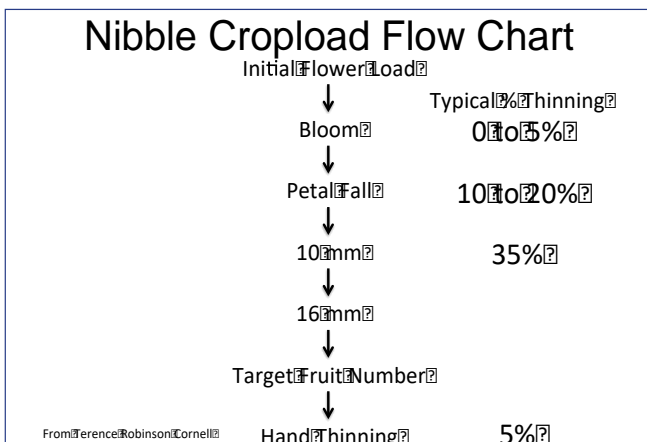 Nibble Cropload Flow Chart
Initial�Flower�Load�
Typical�%�Thinning�
Bloom�
0�to�5%�
Petal�Fall�
10�to�20%�
10�mm�
35%�
16�mm�
Target�Fruit�Number�
From�Terence�Robinson�Cornell�
Hand�Thinning�
5%�